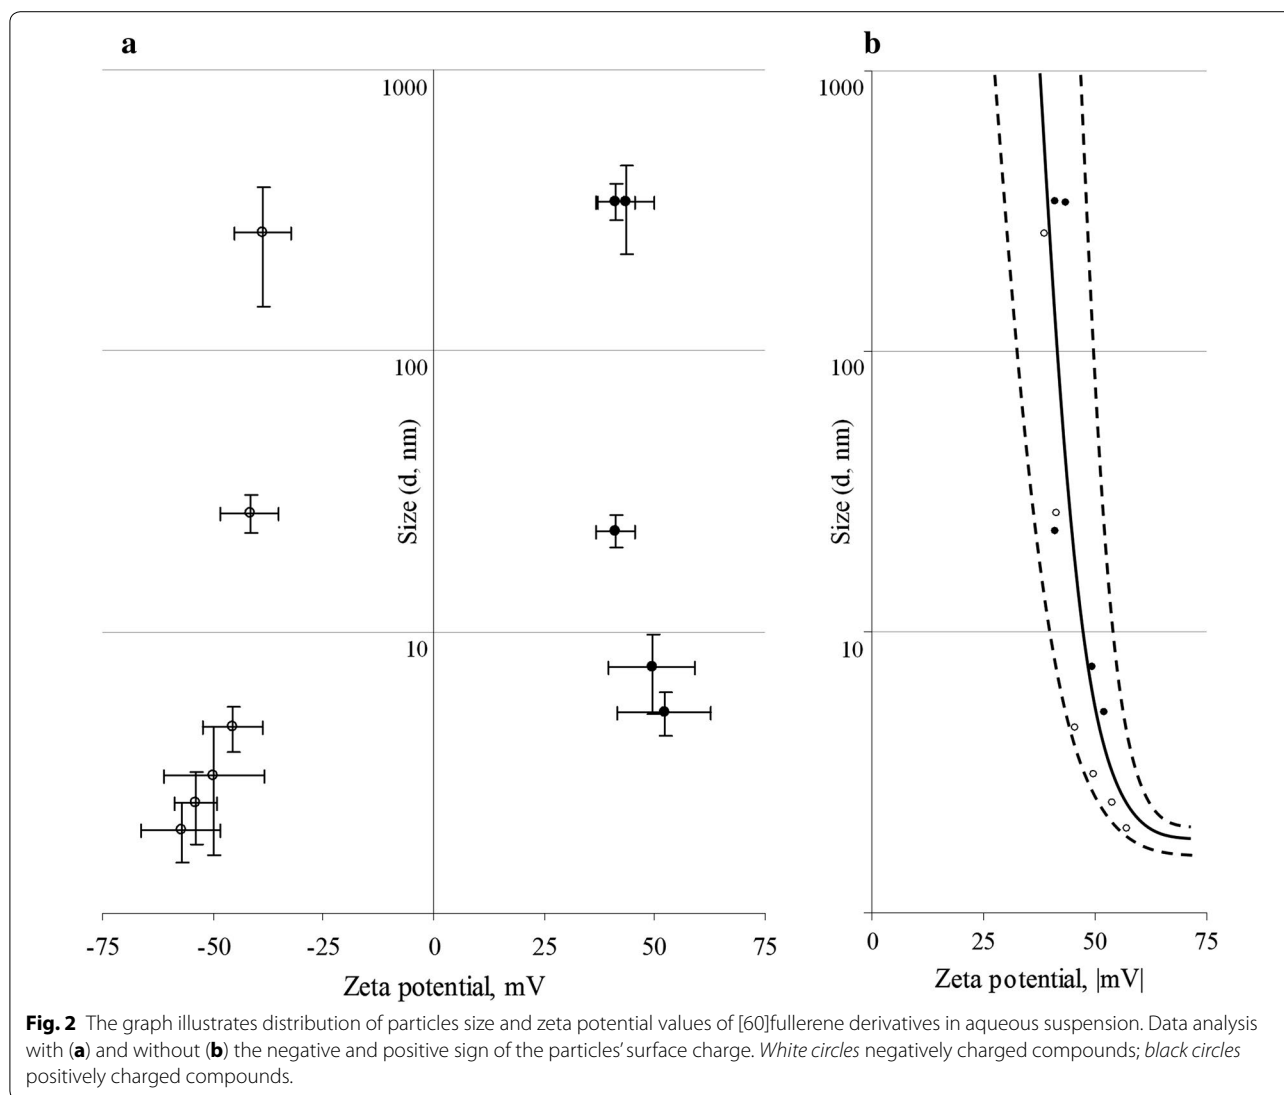 a
1000
100
10
Size (d, nm)
-75 -50 -25 0 25 50 75
Zeta potential, mV
b
1000
100
10
Size (d, nm)
0 25 50 75
Zeta potential, |mV|
Fig. 2 The graph illustrates distribution of particles size and zeta potential values of [60]fullerene derivatives in aqueous suspension. Data analysis
with (a) and without (b) the negative and positive sign of the particles’ surface charge. White circles negatively charged compounds; black circles
positively charged compounds.